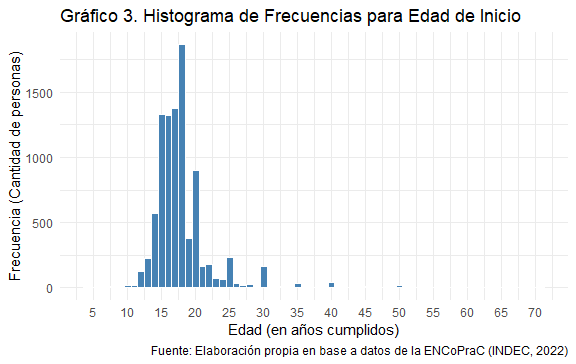 Gráfico 3. Histograma de Frecuencias para Edad de Inicio
Frecuencia (Cantidad de personas)
1500
1000
500
0
5 10 15 20 25 30 35 40 45 50 55 60 65 70
Edad (en años cumplidos)
Fuente: Elaboración propia en base a datos de la ENCoPraC (INDEC, 2022)